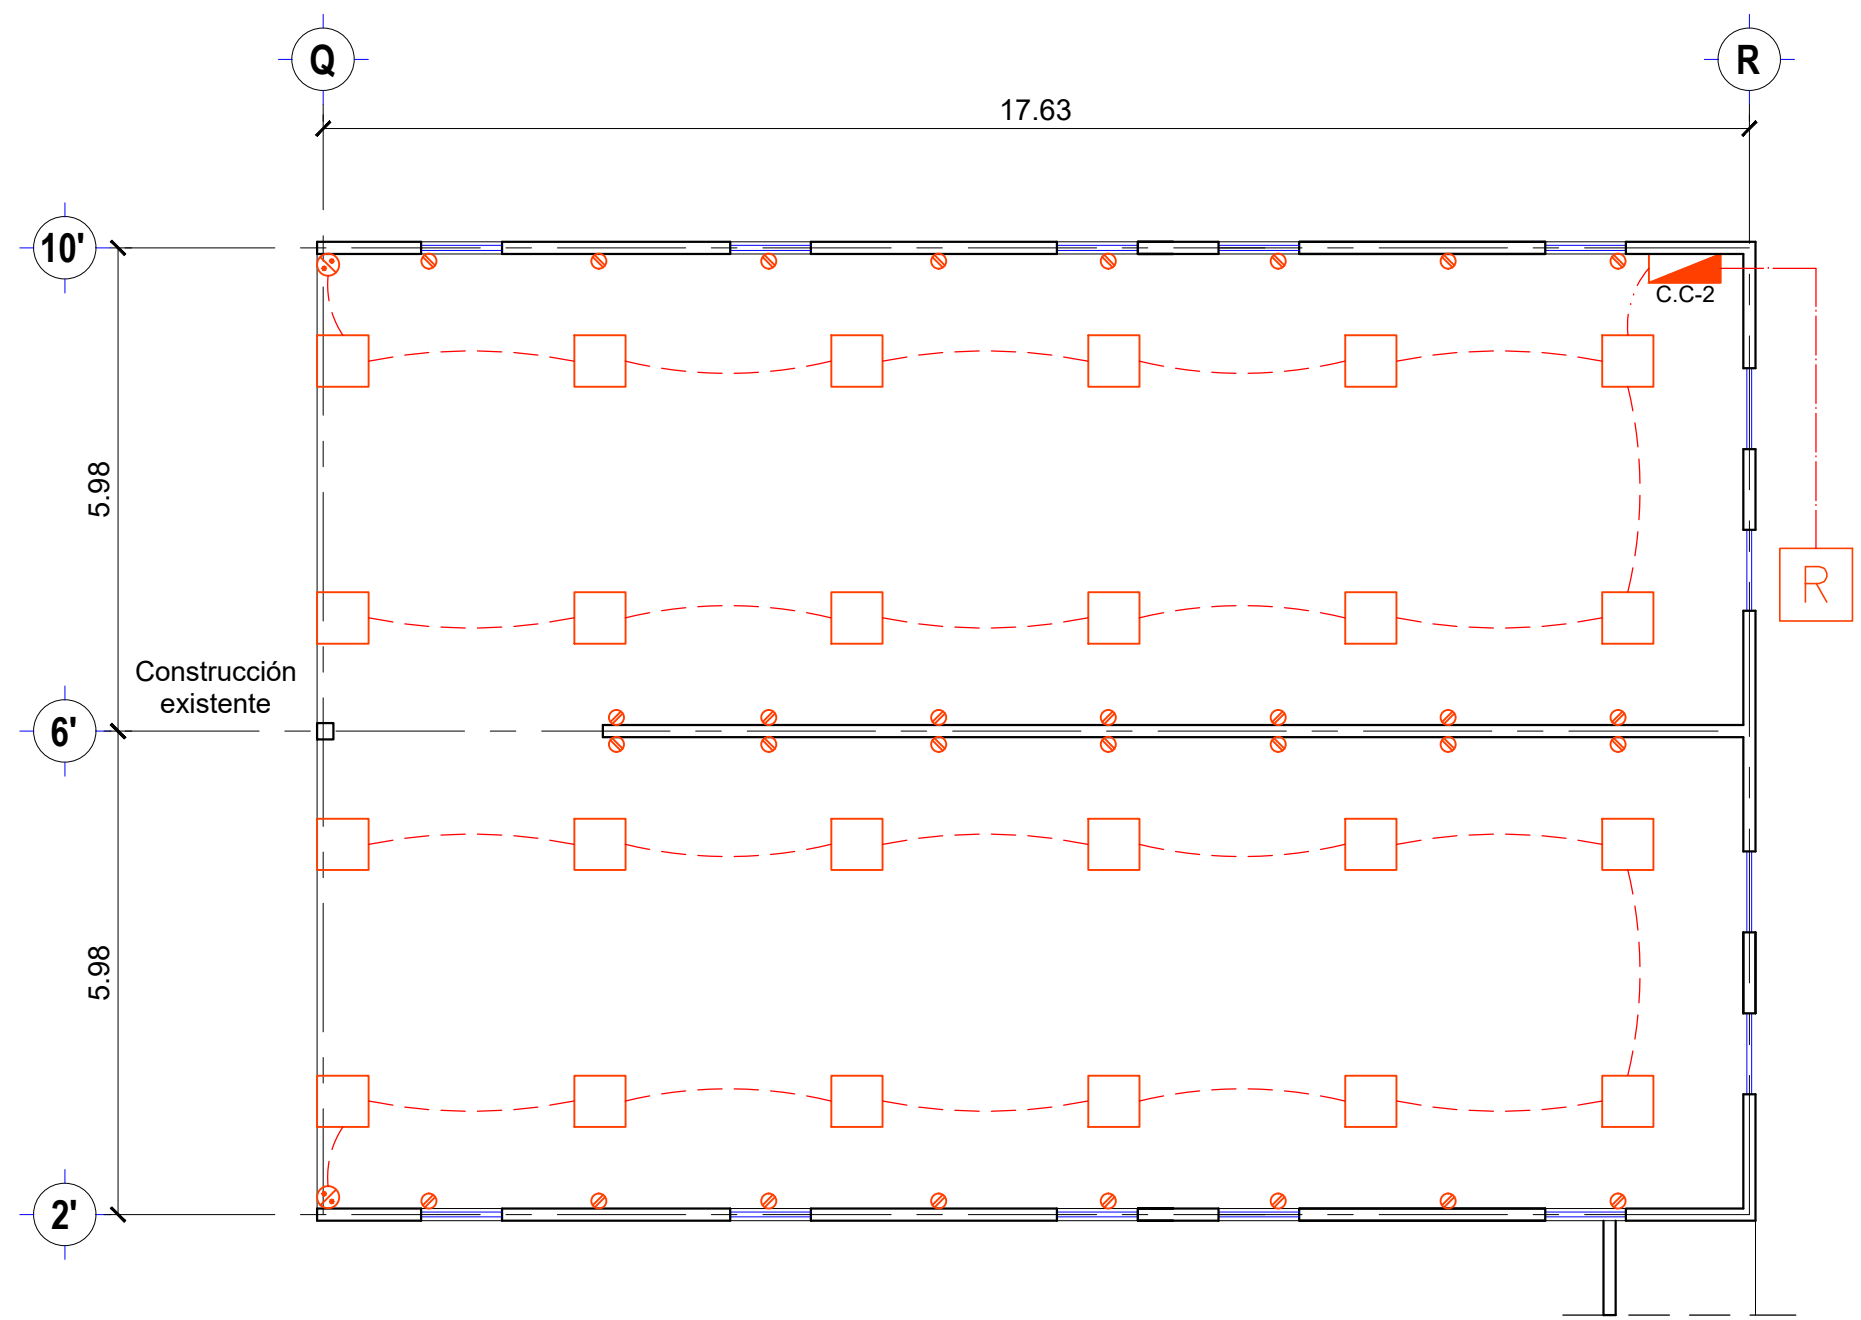 Q
R
17.63
10'
C.C-2
5.98
R
Construcción
existente
6'
5.98
2'